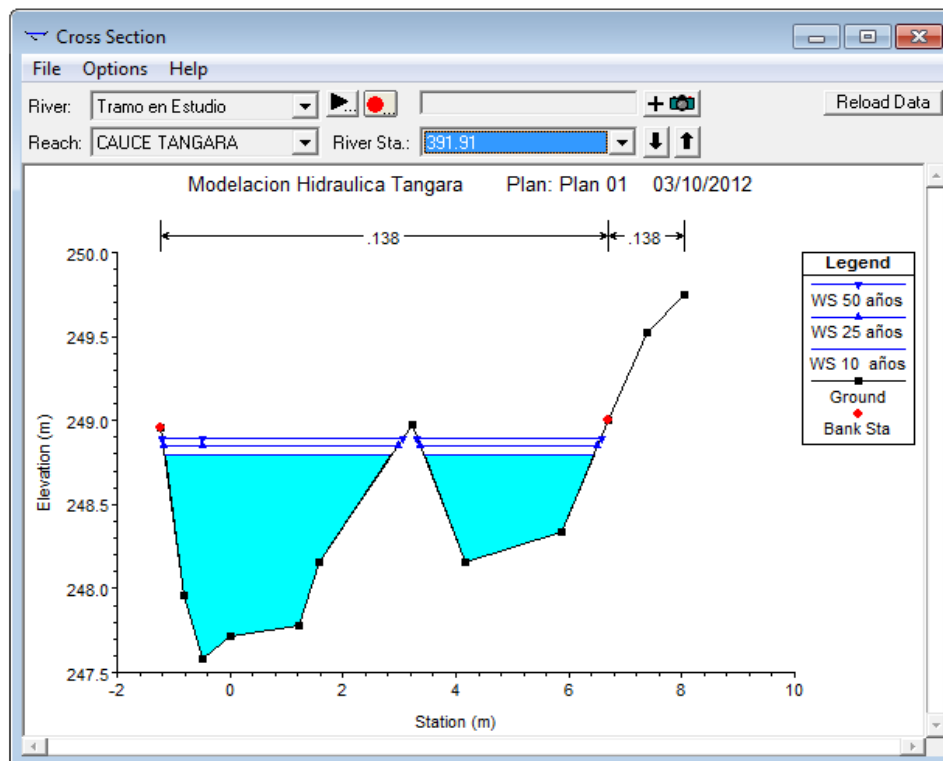 Cross Section
File Options Help
River: Tramo en Estudio
Reload Data
Reach: CAUCE TANGARA River Sta.: 391.91
Modelacion Hidraulica Tangara Plan: Plan 01 03/10/2012
.138 .138
250.0
249.5
249.0
248.5
248.0
247.5
Elevation (m)
-2 0 2 4 6 8 10
Station (m)
Legend
WS 50 años
WS 25 años
WS 10 años
Ground
Bank Sta